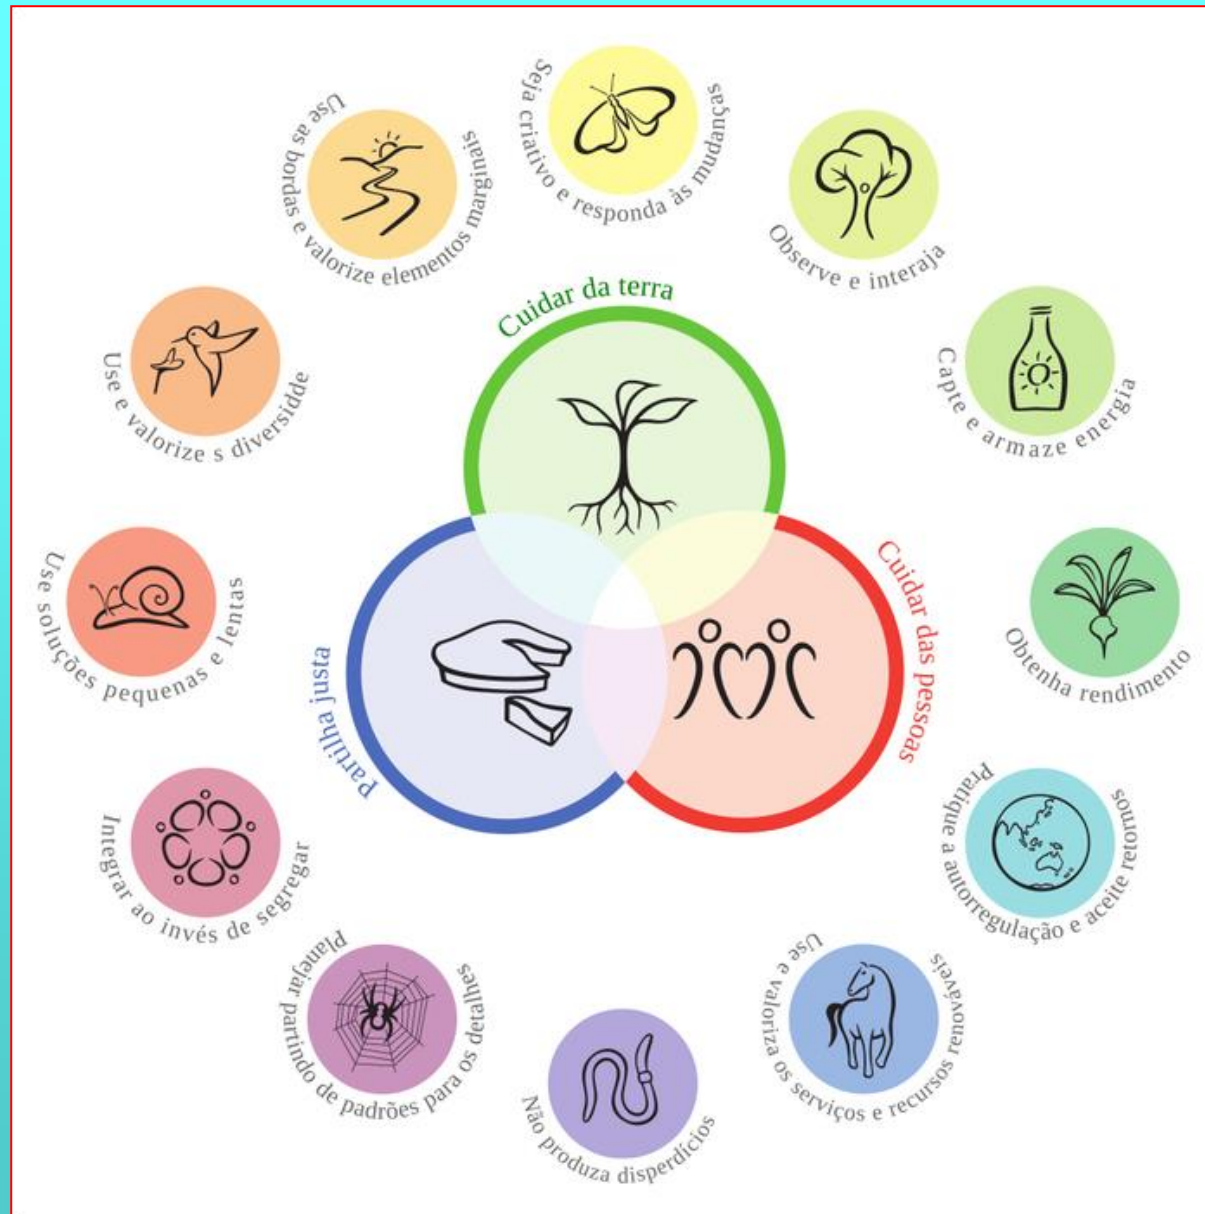 Seja criativo e responda às mudanças
Observe e interaja
Capte e armaze energia
Obtenha rendimento
Pratique a autorregulação e aceite retornos
Use e valoriza os serviços e recursos renováveis
Não produza disperdícios
Planejar partindo de padrões para os detalhes
Integrar ao invés de segregar
Use soluções pequenas e lentas
Use e valorize s diversidde
Use as bordas e valorize elementos marginais
Cuidar da terra
Cuidar das pessoas
Partilha justa